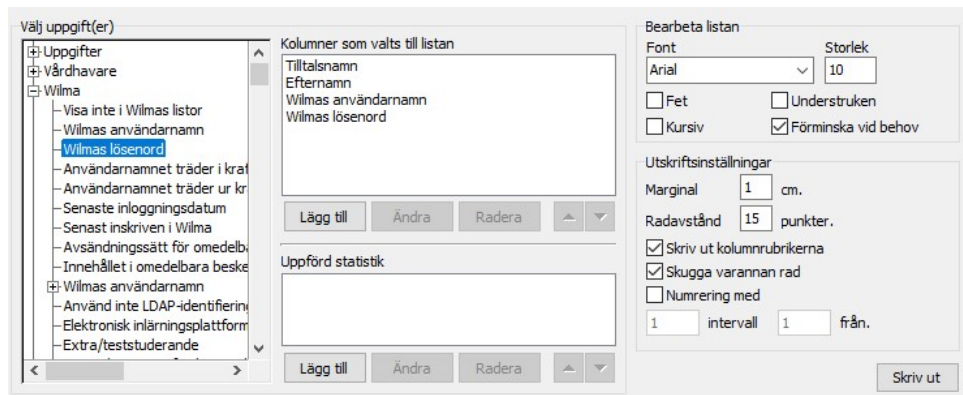 Välj uppgift(er)
Uppgifter
Vårdhavare
Wilma
Visa inte i Wilmas listor
Wilmas användarnamn
Wilmas lösenord
Användarnamnet träder i kraf
Användarnamnet träder ur kr
Senaste inloggningsdatum
Senast inskriven i Wilma
Avsändningssätt för omedelb
Innehållet i omedelbara beske
Wilmas användarnamn
Använd inte LDAP-identifiering
Elektronisk inlärningsplattform
Extra/teststuderande
Kolumner som valts till listan
Tilltalsnamn
Efternamn
Wilmas användarnamn
Wilmas lösenord
Lägg till Ändra Radera
Uppförd statistik
Lägg till Ändra Radera
Bearbeta listan
Font Storlek
Arial 10
Fet Understruken
Kursiv Förminska vid behov
Utskriftsinställningar
Marginal 1 cm.
Radavstånd 15 punkter.
Skriv ut kolumnrubrikerna
Skugga varannan rad
Numrering med
1 intervall 1 från.
Skriv ut